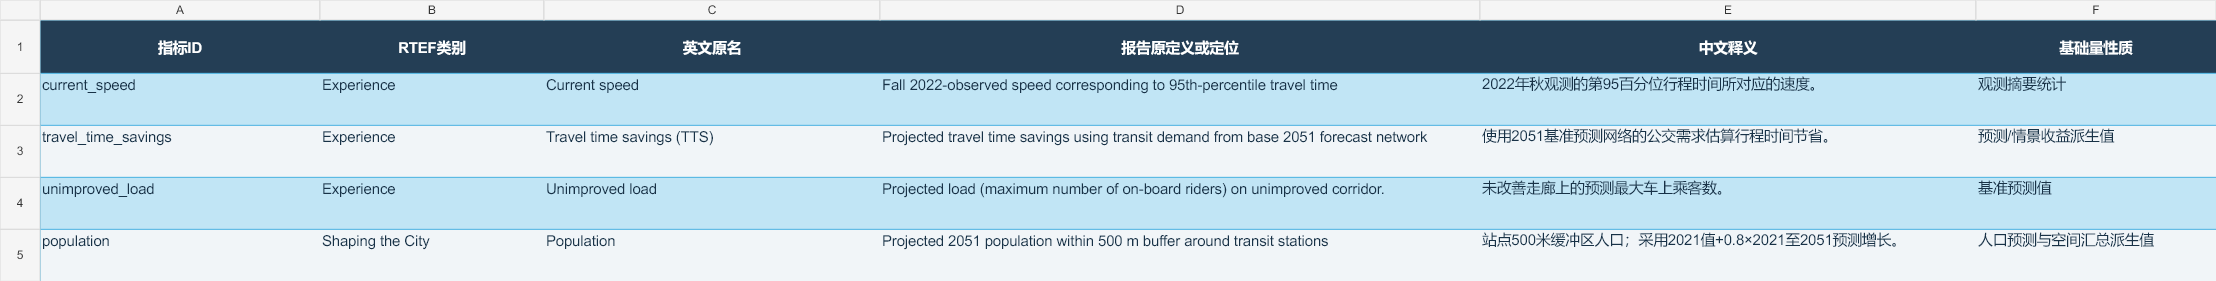 A B C D E F
1 指标ID RTEF类别 英文原名 报告原定义或定位 中文释义 基础量性质
2 current_speed Experience Current speed Fall 2022-observed speed corresponding to 95th-percentile travel time 2022年秋观测的第95百分位行程时间所对应的速度。 观测摘要统计
3 travel_time_savings Experience Travel time savings (TTS) Projected travel time savings using transit demand from base 2051 forecast network 使用2051基准预测网络的公交需求估算行程时间节省。 预测/情景收益派生值
4 unimproved_load Experience Unimproved load Projected load (maximum number of on-board riders) on unimproved corridor. 未改善走廊上的预测最大车上乘客数。 基准预测值
5 population Shaping the City Population Projected 2051 population within 500 m buffer around transit stations 站点500米缓冲区人口；采用2021值+0.8×2021至2051预测增长。 人口预测与空间汇总派生值